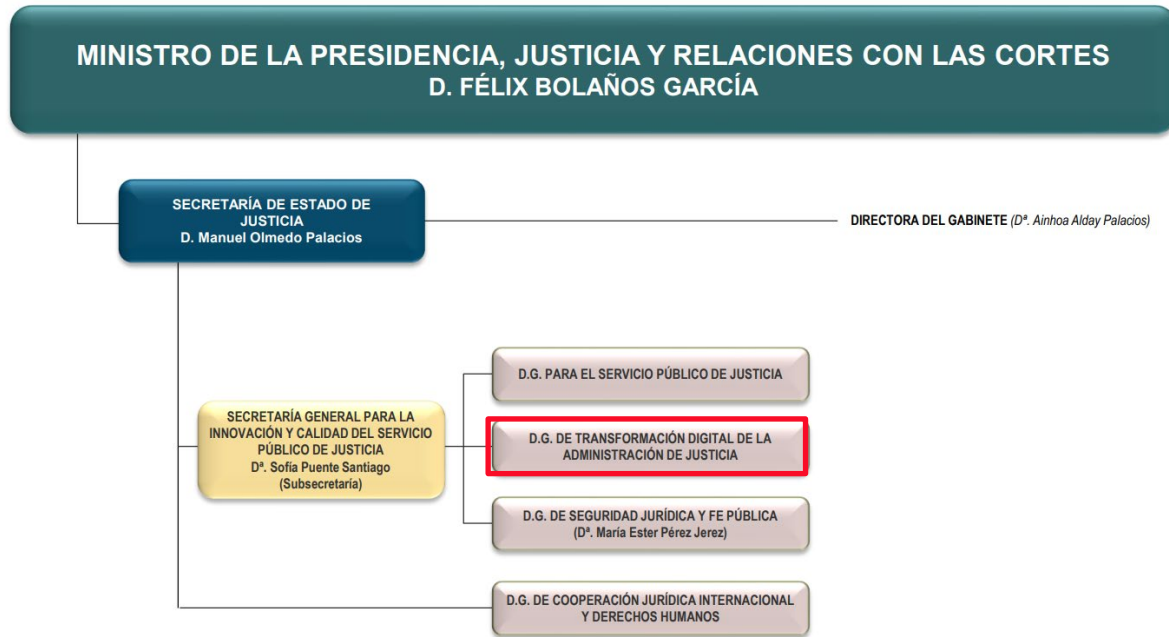 MINISTRO DE LA PRESIDENCIA, JUSTICIA Y RELACIONES CON LAS CORTES
D. FÉLIX BOLAÑOS GARCÍA
SECRETARÍA DE ESTADO DE
JUSTICIA
D. Manuel Olmedo Palacios
DIRECTORA DEL GABINETE (Dª. Ainhoa Alday Palacios)
D.G. PARA EL SERVICIO PÚBLICO DE JUSTICIA
SECRETARÍA GENERAL PARA LA
INNOVACIÓN Y CALIDAD DEL SERVICIO
PÚBLICO DE JUSTICIA
Dª. Sofía Puente Santiago
(Subsecretaría)
D.G. DE TRANSFORMACIÓN DIGITAL DE LA
ADMINISTRACIÓN DE JUSTICIA
D.G. DE SEGURIDAD JURÍDICA Y FE PÚBLICA
(Dª. María Ester Pérez Jerez)
D.G. DE COOPERACIÓN JURÍDICA INTERNACIONAL
Y DERECHOS HUMANOS